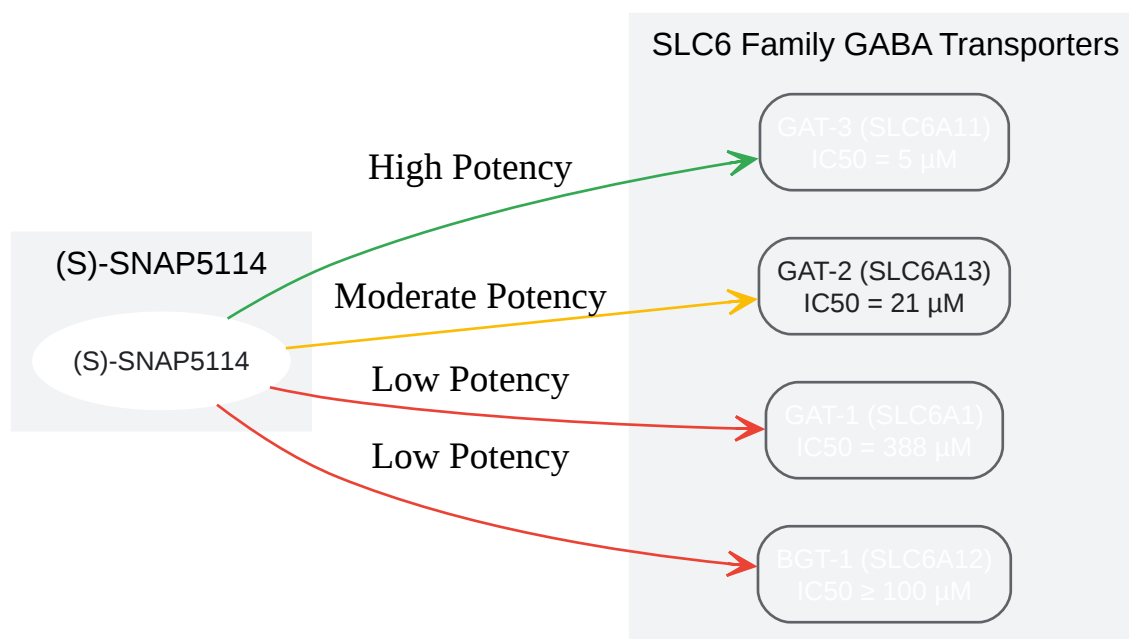 SLC6 Family GABA Transporters
GAT-3 (SLC6A11)
IC50 = 5 µM
High Potency
(S)-SNAP5114
GAT-2 (SLC6A13)
IC50 = 21 µM
Moderate Potency
(S)-SNAP5114
Low Potency
GAT-1 (SLC6A1)
IC50 = 388 µM
Low Potency
BGT-1 (SLC6A12)
IC50 ≥ 100 µM